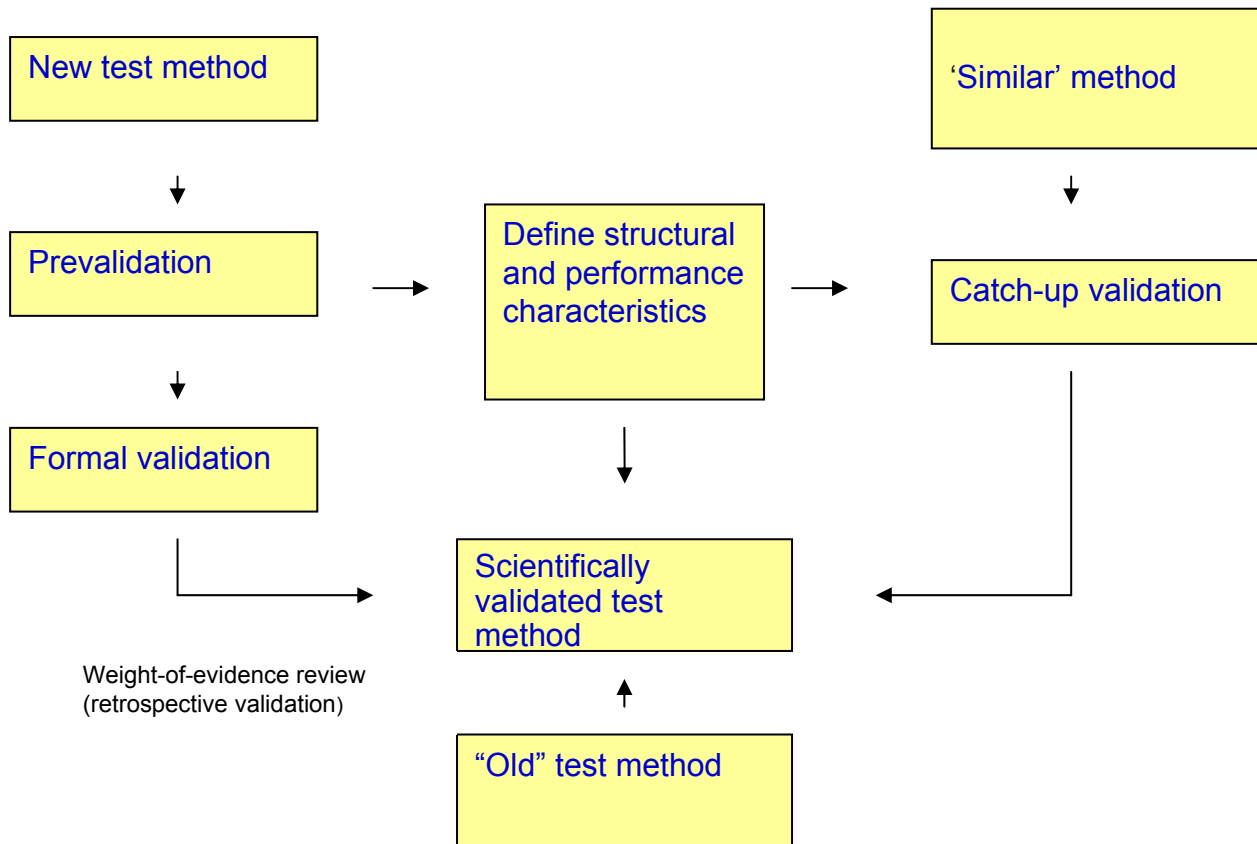 New test method
‘Similar’ method
Prevalidation
Define structural
and performance
characteristics
Catch-up validation
Formal validation
Scientifically
validated test
method
Weight-of-evidence review
(retrospective validation)
“Old” test method